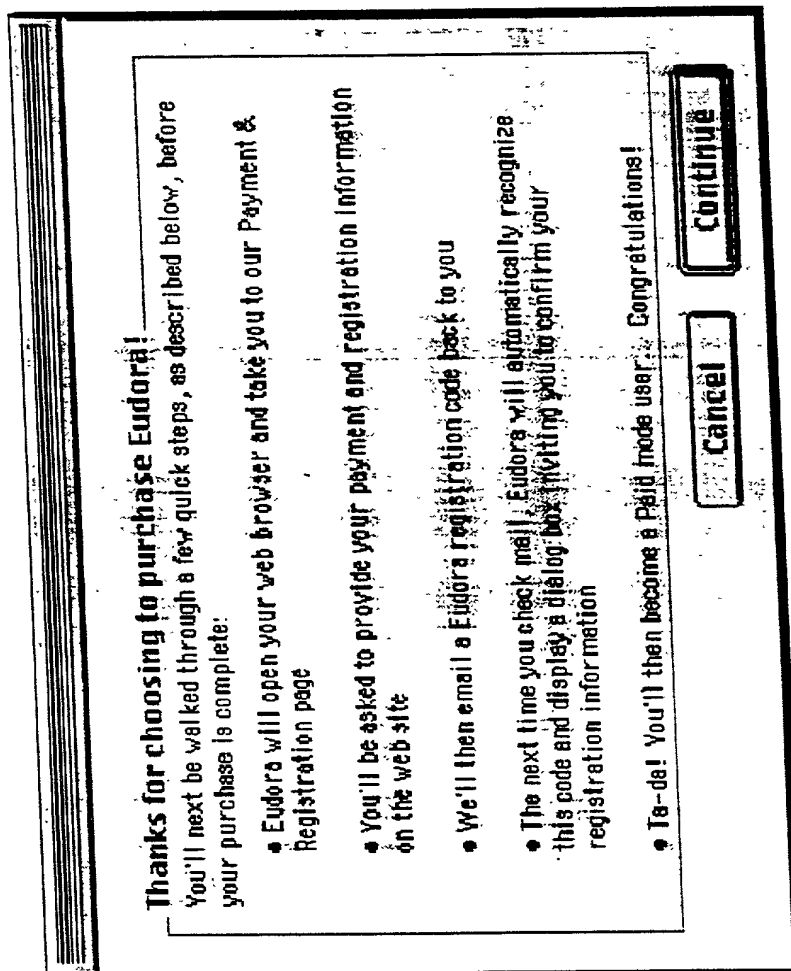 Thanks for choosing to purchase Eudora!
You'll next be walked through a few quick steps, as described below, before
your purchase is complete:
• Eudora will open your web browser and take you to our Payment &
Registration page
• You'll be asked to provide your payment and registration information
on the web site
• We'll then email a Eudora registration code back to you
• The next time you check mail, Eudora will automatically recognize
this code and display a dialog box inviting you to confirm your
registration information
• Ta-da! You'll then become a Paid mode user. Congratulations!
Cancel
Continue